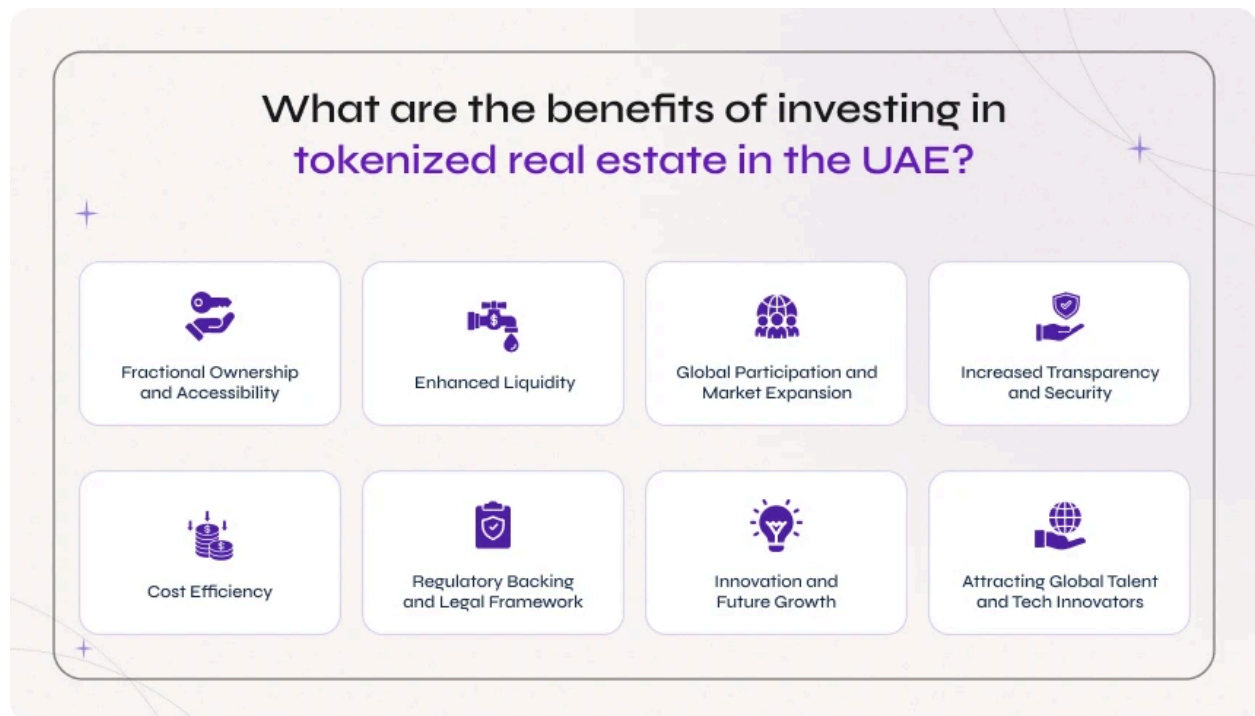 What are the benefits of investing in
tokenized real estate in the UAE?
Fractional Ownership
and Accessibility
Enhanced Liquidity
Global Participation and
Market Expansion
Increased Transparency
and Security
Cost Efficiency
Regulatory Backing
and Legal Framework
Innovation and
Future Growth
Attracting Global Talent
and Tech Innovators